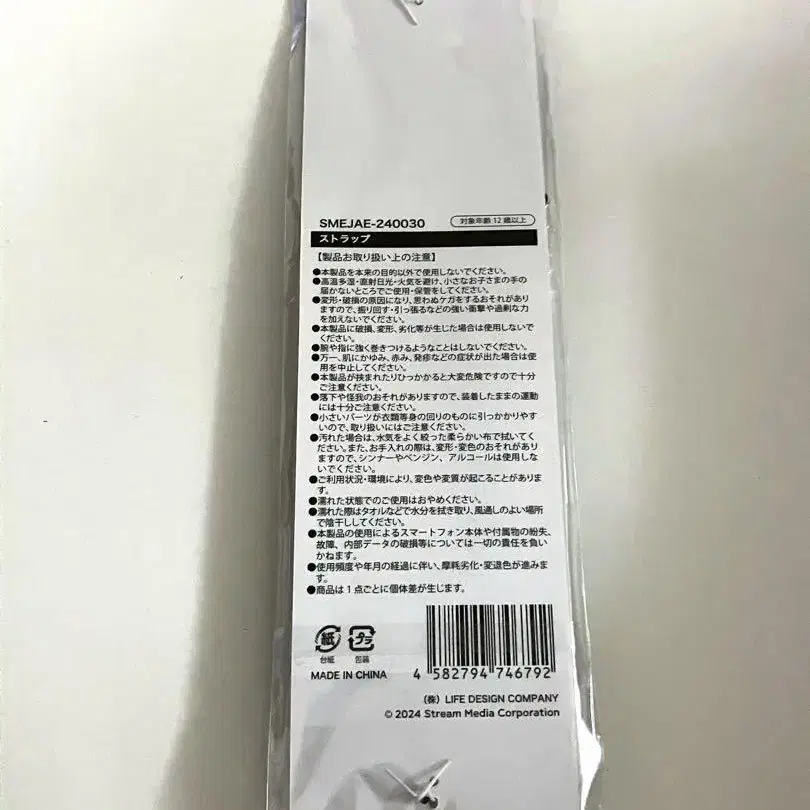 SMEJAE-240030 対象年齢12歳以上
ストラップ
【製品お取り扱い上の注意】
●本製品を本来の目的以外で使用しないでください。
●高温多湿・直射日光・火気を避け、小さなお子さまの手の
届かないところでご使用・保管をしてください。
●変形・破損の原因になり、思わぬケガをするおそれがあり
ますので、振り回す・引っ張るなどの強い衝撃や過剰な力
を加えないでください。
●本製品に破損、変形、劣化等が生じた場合は使用しないで
ください。
●腕や指に強く巻きつけるようなことはしないでください。
●万一、肌にかゆみ、赤み、発疹などの症状が出た場合は使
用を中止してください。
●本製品が挟まれたりひっかかると大変危険ですので十分
ご注意ください。
●落下や怪我のおそれがありますので、装着したままの運動
には十分ご注意ください。
●小さいパーツが衣類等身の回りのものに引っかかりやす
いので、取り扱いにはご注意ください。
●汚れた場合は、水気をよく絞った柔らかい布で拭いてく
ださい。また、お手入れの際は、変形・変色のおそれがあり
ますので、シンナーやベンジン、アルコールは使用しな
いでください。
●ご利用状況・環境により、変色や変質が起こることがありま
す。
●濡れた状態でのご使用はおやめください。
●濡れた際はタオルなどで水分を拭き取り、風通しのよい場所
で陰干ししてください。
●本製品の使用によるスマートフォン本体や付属物の紛失、
故障、内部データの破損等については一切の責任を負い
かねます。
●使用頻度や年月の経過に伴い、摩耗劣化・変退色が進みま
す。
●商品は1点ごとに個体差が生じます。
紙 プラ
台紙 包装
MADE IN CHINA
4 582794 746792
(株) LIFE DESIGN COMPANY
© 2024 Stream Media Corporation